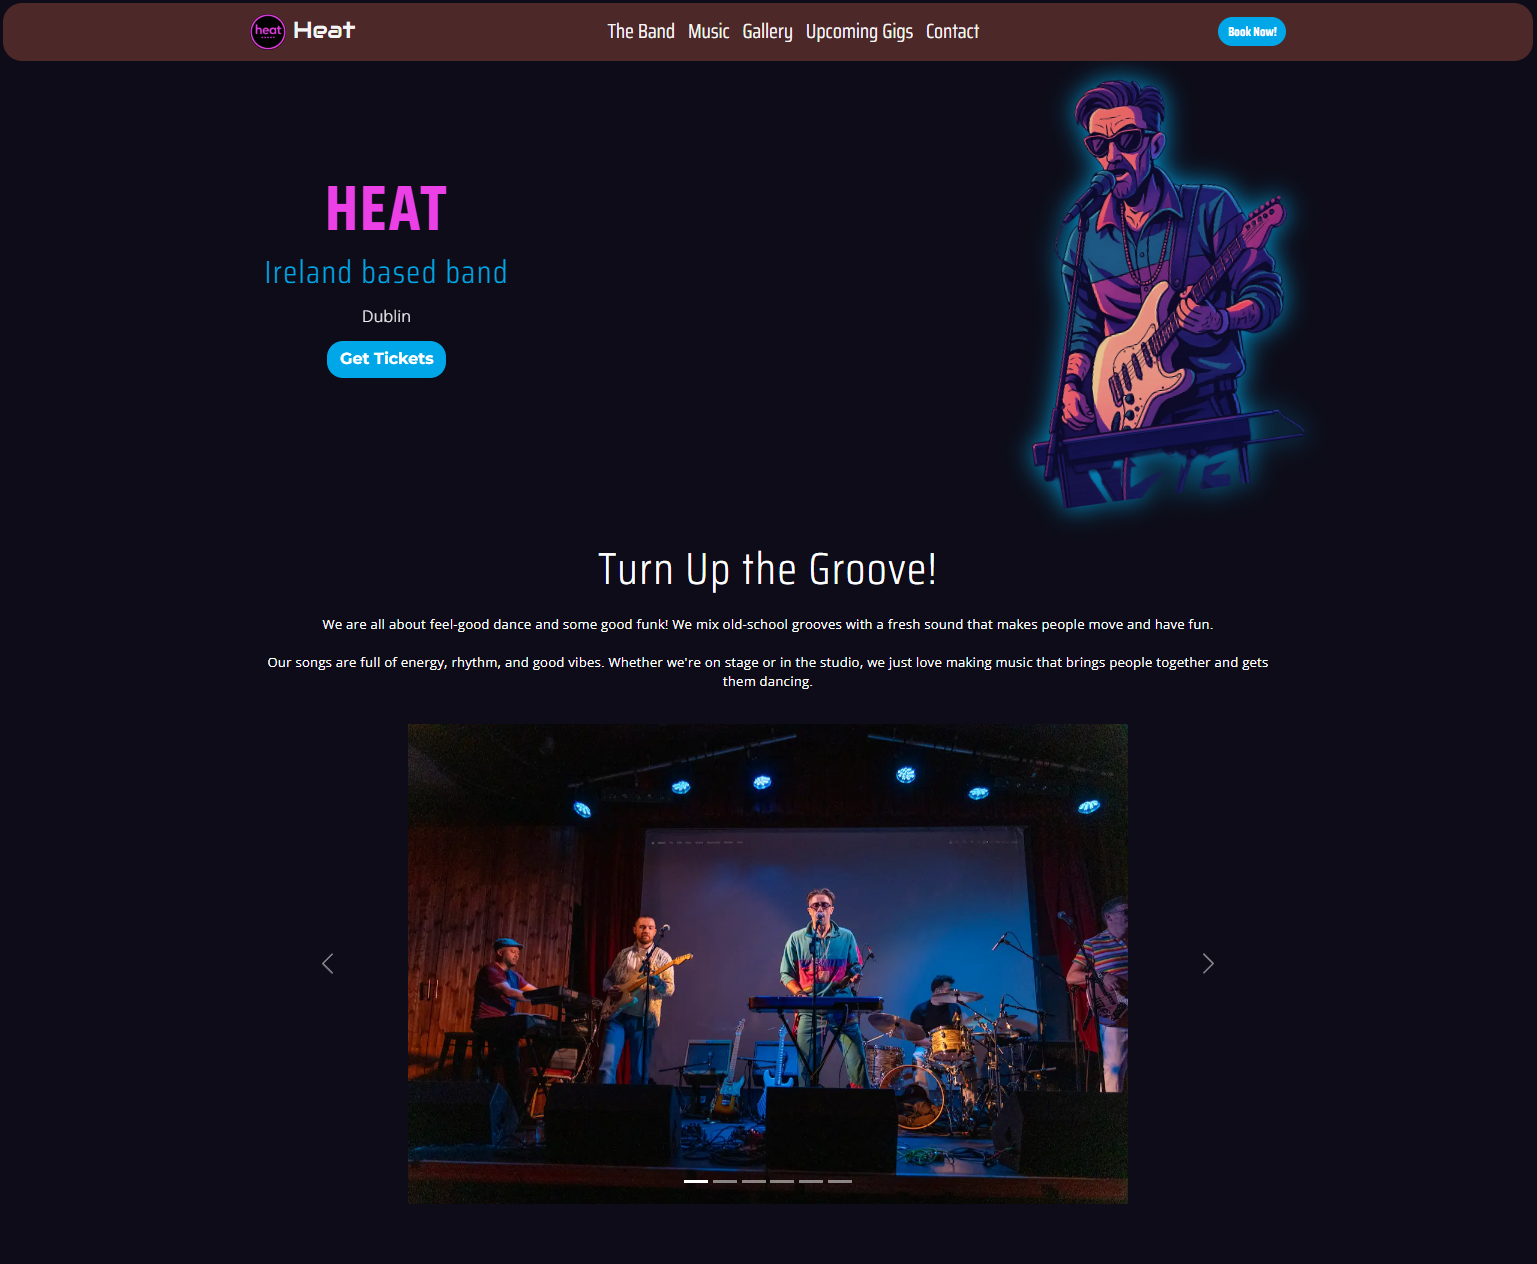 heat
Heat
The Band Music Gallery Upcoming Gigs Contact
Book Now!
HEAT
Ireland based band
Dublin
Get Tickets
Turn Up the Groove!
We are all about feel-good dance and some good funk! We mix old-school grooves with a fresh sound that makes people move and have fun.
Our songs are full of energy, rhythm, and good vibes. Whether we're on stage or in the studio, we just love making music that brings people together and gets
them dancing.